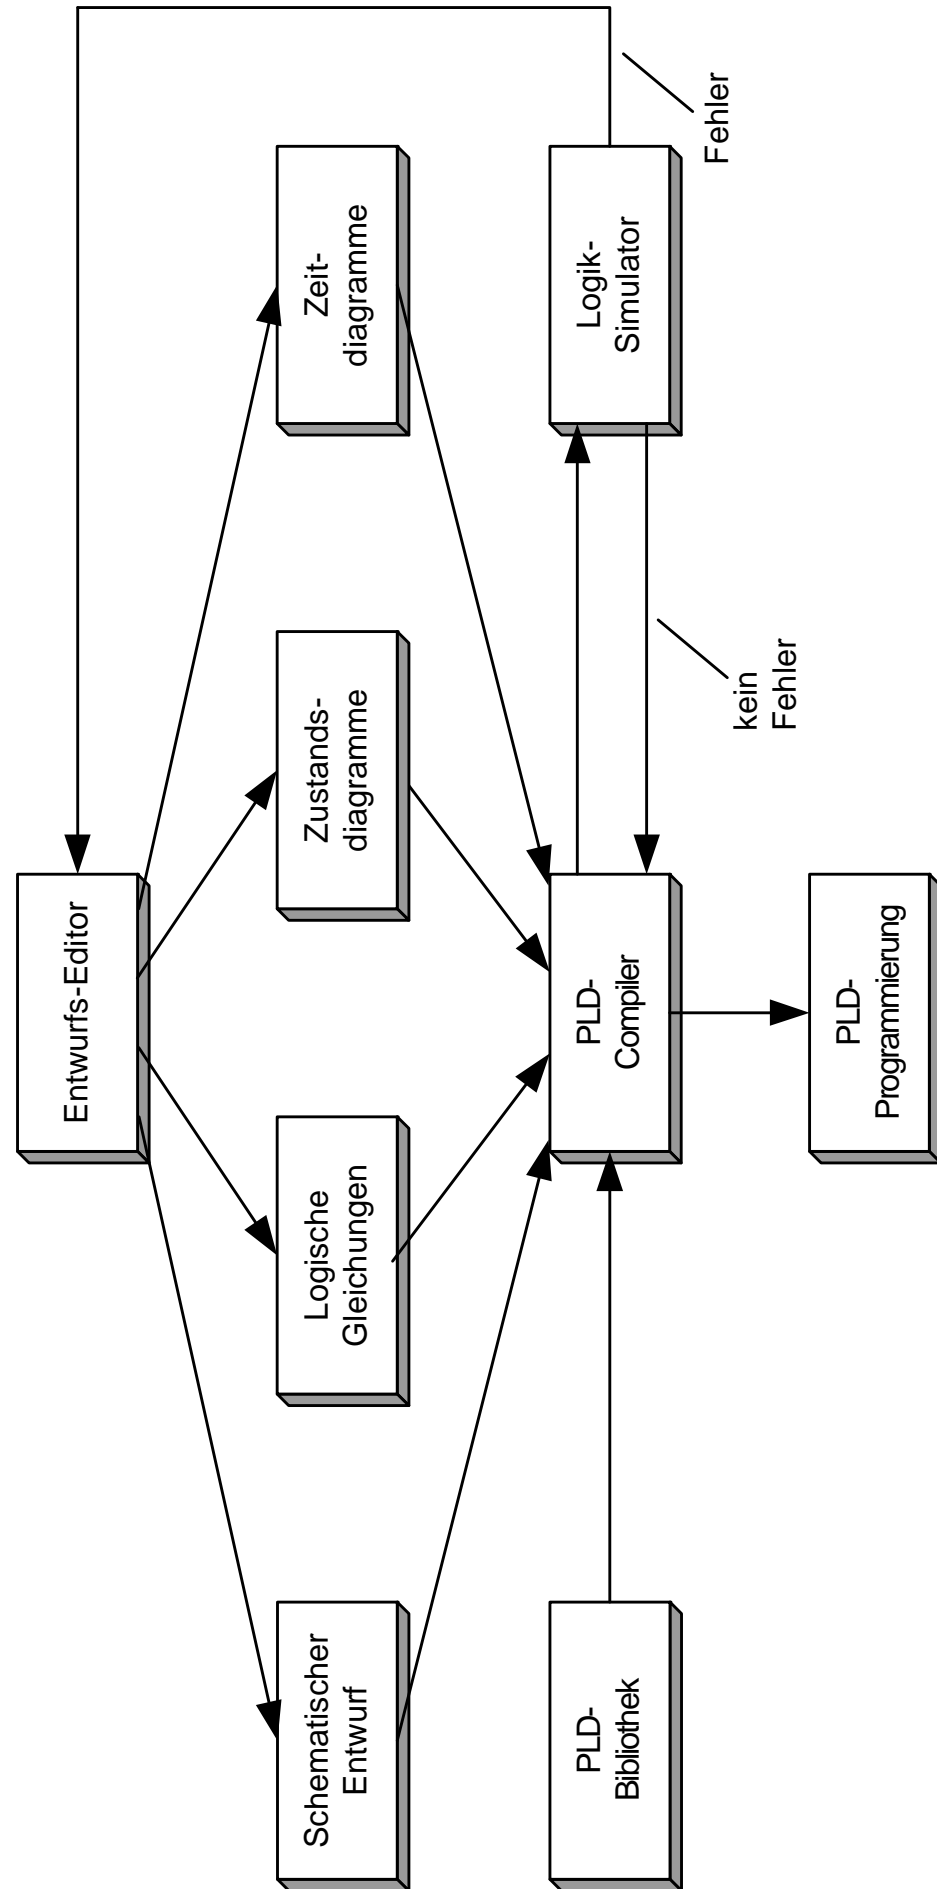 Entwurfs-Editor
Schematischer
Entwurf
Logische
Gleichungen
Zustands-
diagramme
Zeit-
diagramme
PLD-
Bibliothek
PLD-
Compiler
Logik-
Simulator
kein
Fehler
Fehler
PLD-
Programmierung